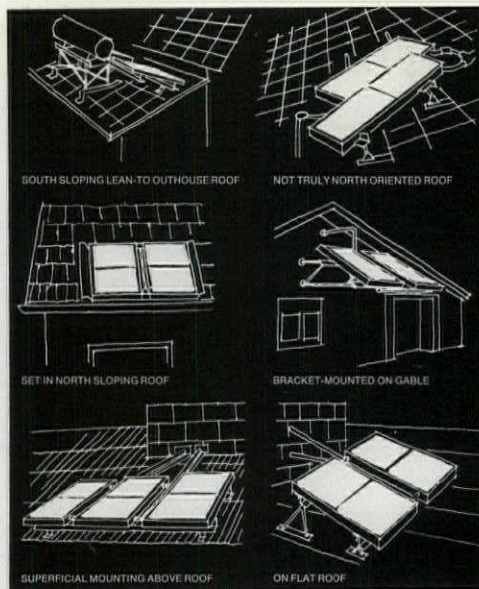 SOUTH SLOPING LEAN-TO OUTHOUSE ROOF
NOT TRULY NORTH ORIENTED ROOF
SET IN NORTH SLOPING ROOF
BRACKET-MOUNTED ON GABLE
SUPERFICIAL MOUNTING ABOVE ROOF
ON FLAT ROOF